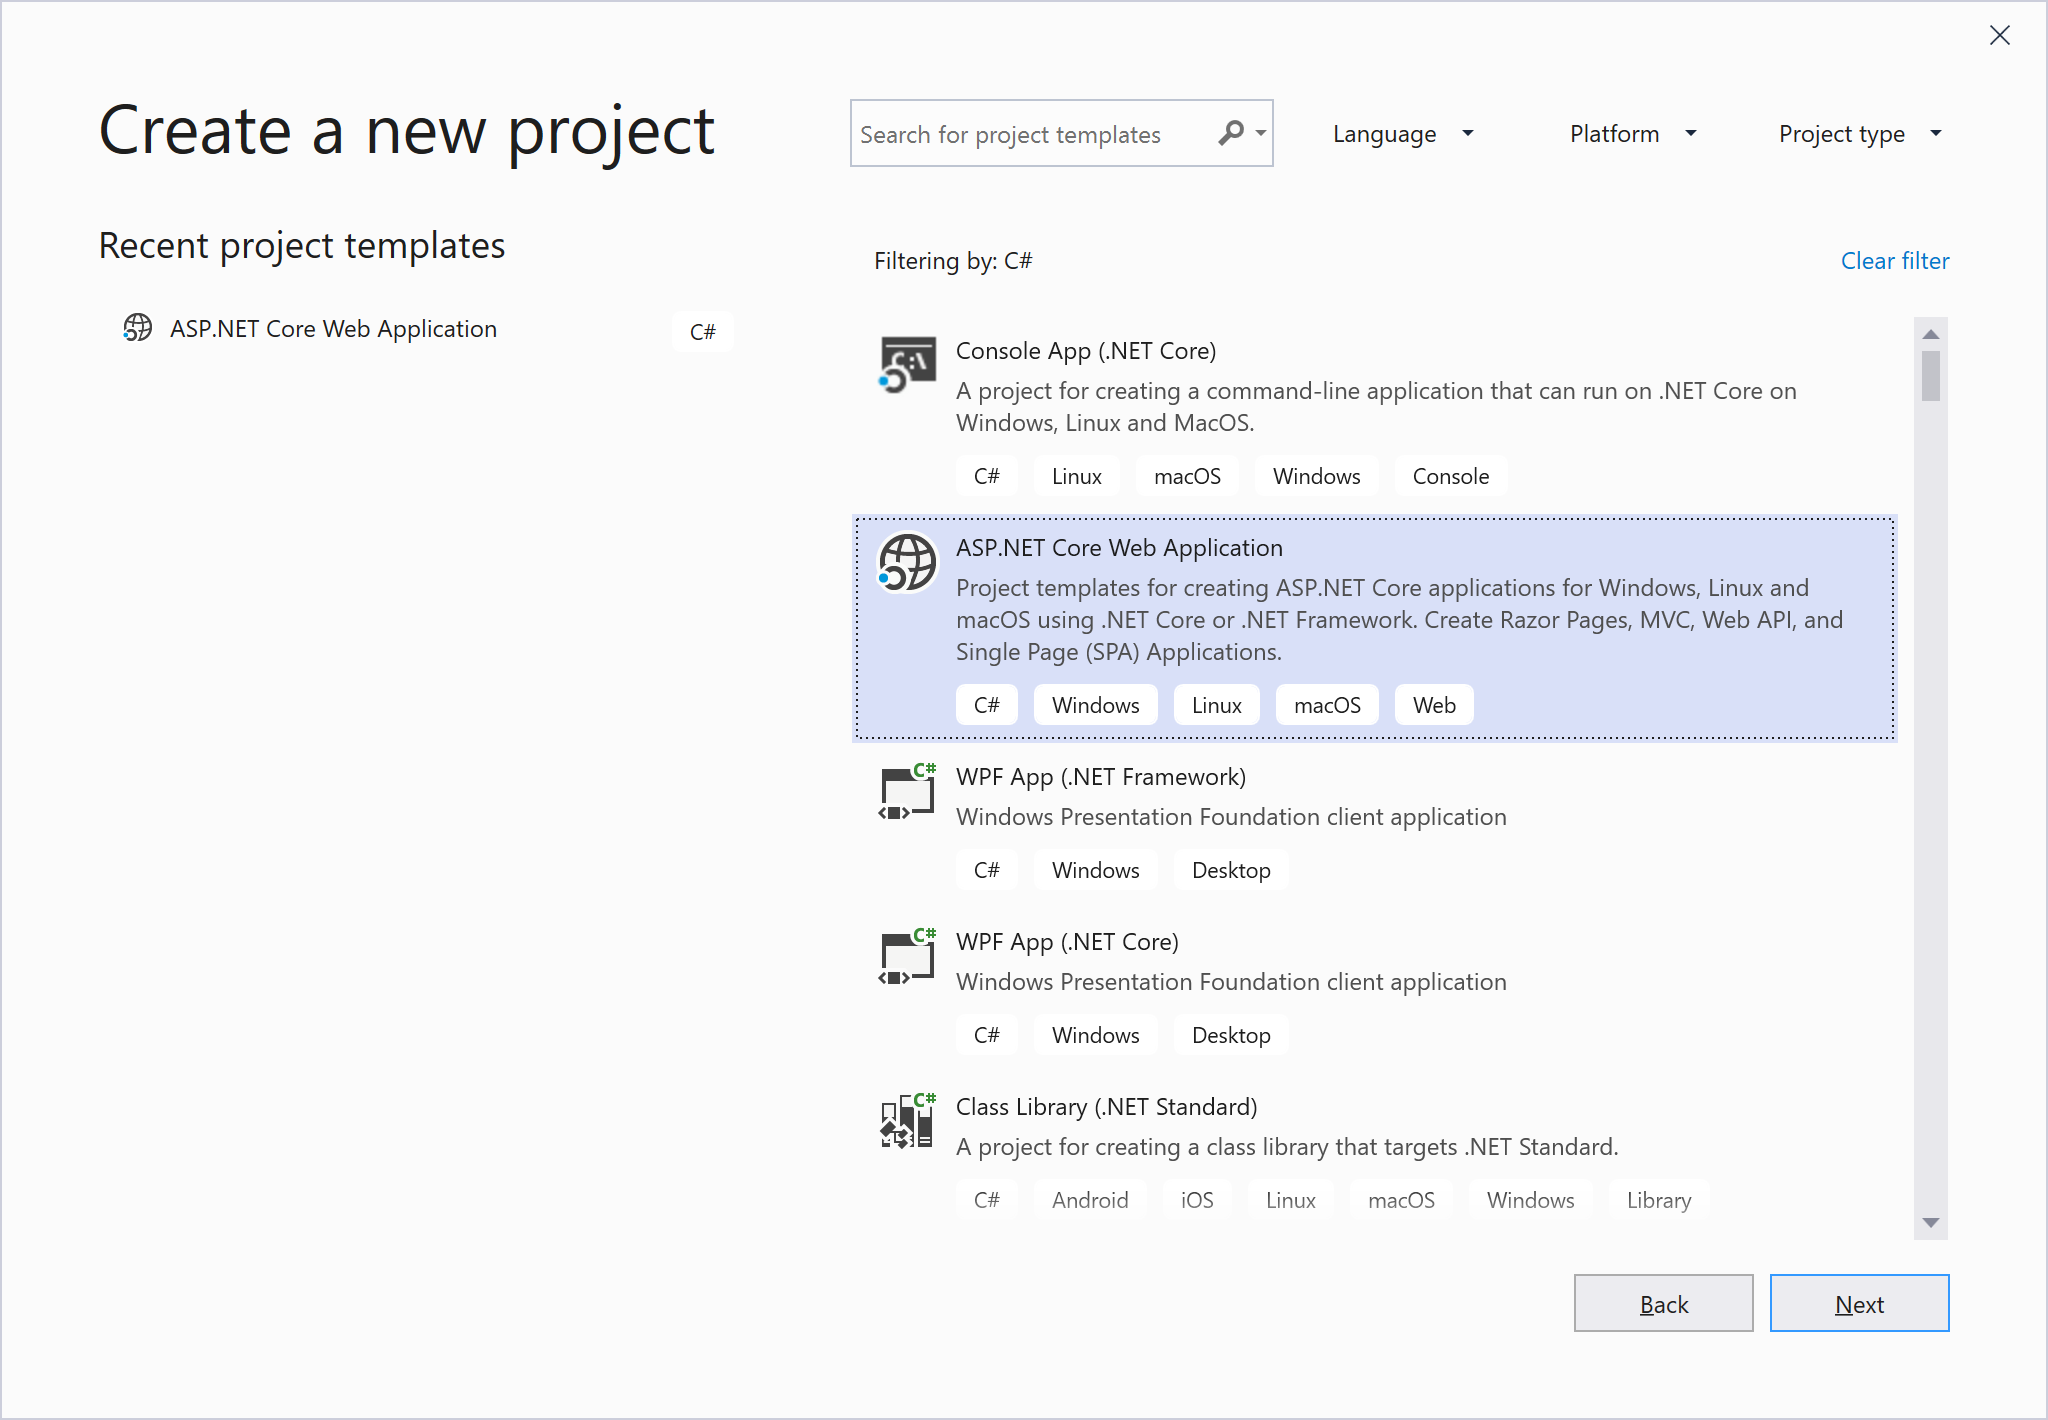 Create a new project
Search for project templates
Language
Platform
Project type
Recent project templates
ASP.NET Core Web Application
C#
Filtering by: C#
Clear filter
C:\
Console App (.NET Core)
A project for creating a command-line application that can run on .NET Core on
Windows, Linux and MacOS.
C# Linux macOS Windows Console
ASP.NET Core Web Application
Project templates for creating ASP.NET Core applications for Windows, Linux and
macOS using .NET Core or .NET Framework. Create Razor Pages, MVC, Web API, and
Single Page (SPA) Applications.
C# Windows Linux macOS Web
C#
WPF App (.NET Framework)
Windows Presentation Foundation client application
C# Windows Desktop
C#
WPF App (.NET Core)
Windows Presentation Foundation client application
C# Windows Desktop
C#
Class Library (.NET Standard)
A project for creating a class library that targets .NET Standard.
C# Android iOS Linux macOS Windows Library
Back
Next